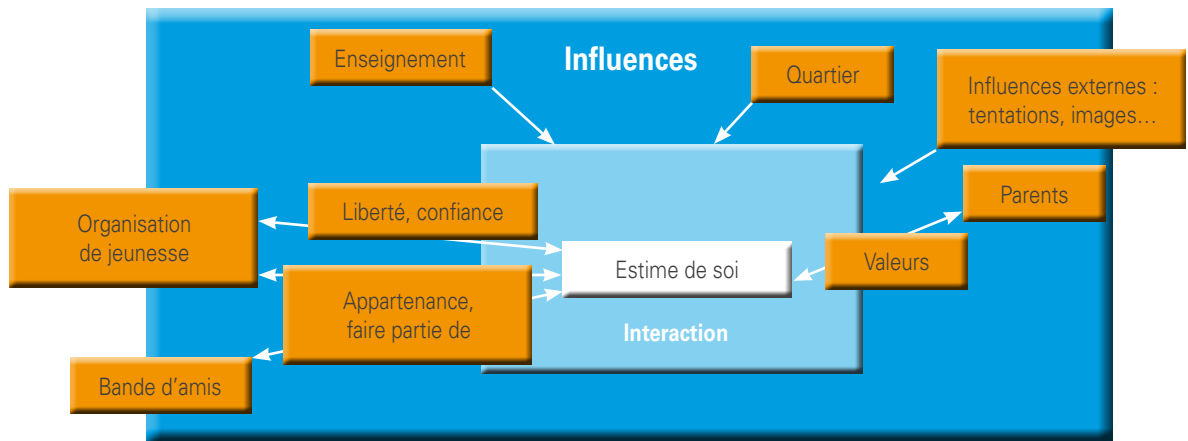 Influences
Enseignement
Quartier
Influences externes :
tentations, images…
Parents
Liberté, confiance
Organisation
de jeunesse
Estime de soi
Valeurs
Appartenance,
faire partie de
Interaction
Bande d’amis